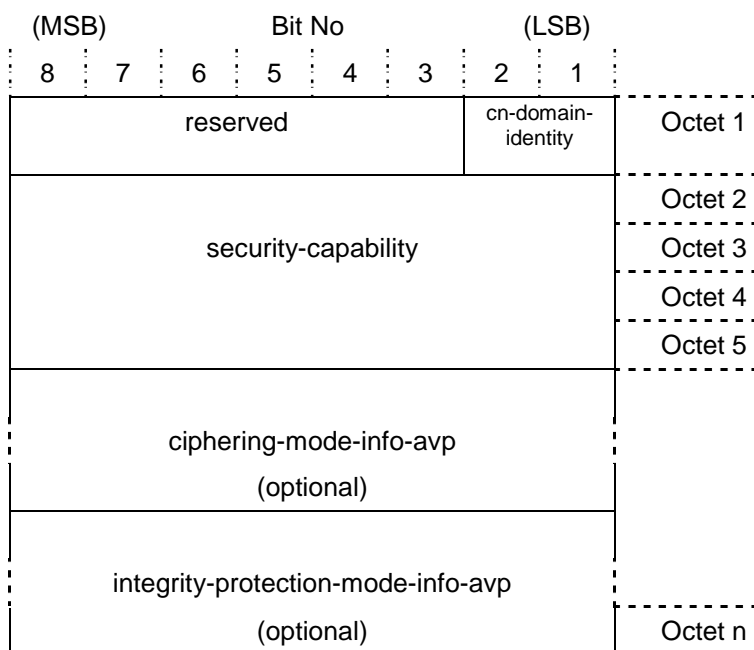 (MSB) Bit No (LSB)
8 7 6 5 4 3 2 1
reserved cn-domain- Octet 1
identity
Octet 2
security-capability Octet 3
Octet 4
Octet 5
ciphering-mode-info-avp
(optional)
integrity-protection-mode-info-avp
(optional) Octet n